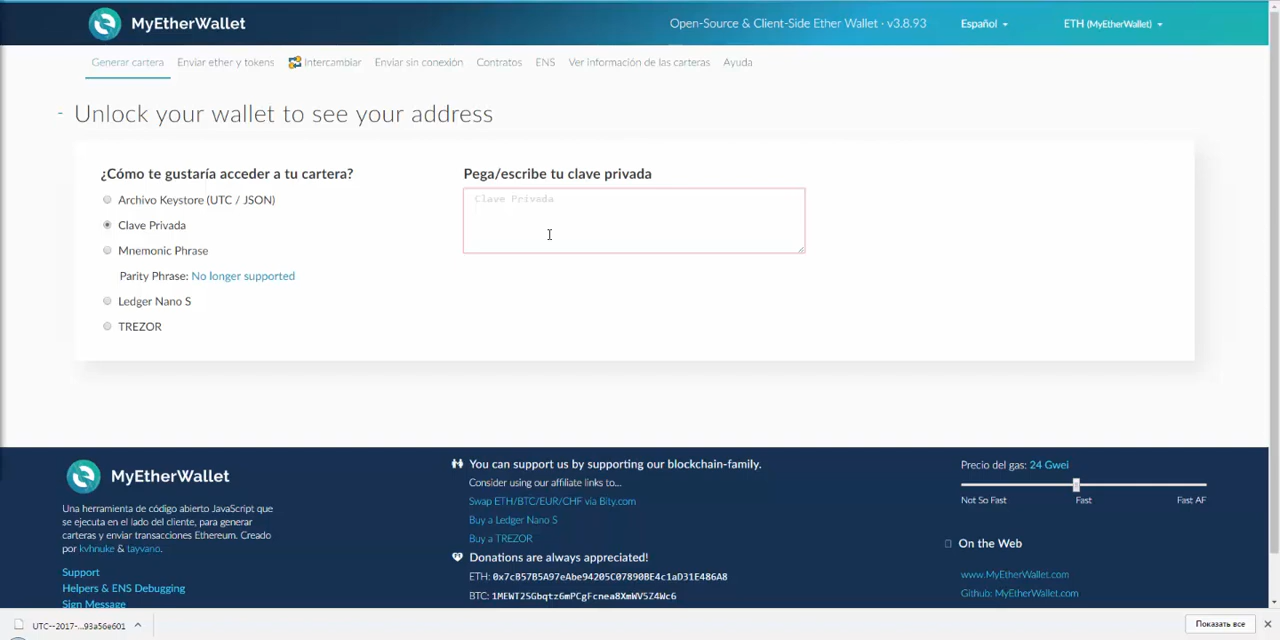 MyEtherWallet
Open-Source & Client-Side Ether Wallet · v3.8.93
Español
ETH (MyEtherWallet)
Generar cartera
Enviar ether y tokens
Intercambiar
Enviar sin conexión
Contratos
ENS
Ver información de las carteras
Ayuda
- Unlock your wallet to see your address
¿Cómo te gustaría acceder a tu cartera?
Archivo Keystore (UTC / JSON)
Clave Privada
Mnemonic Phrase
Parity Phrase: No longer supported
Ledger Nano S
TREZOR
Pega/escribe tu clave privada
Clave Privada
MyEtherWallet
Una herramienta de código abierto JavaScript que
se ejecuta en el lado del cliente, para generar
carteras y enviar transacciones Ethereum. Creado
por kvhnuke & tayvano.
Support
Helpers & ENS Debugging
Sign Message
You can support us by supporting our blockchain-family.
Consider using our affiliate links to...
Swap ETH/BTC/EUR/CHF via Bity.com
Buy a Ledger Nano S
Buy a TREZOR
Donations are always appreciated!
ETH: 0x7cB57B5A97eAbe94205C07890BE4c1aD31E486A8
BTC: 1MEWT2SGbqtz6mPCgFcnea8XmWV5Z4Wc6
Precio del gas: 24 Gwei
Not So Fast
Fast
Fast AF
On the Web
www.MyEtherWallet.com
Github: MyEtherWallet.com
UTC--2017-...93a56e601
Показать все